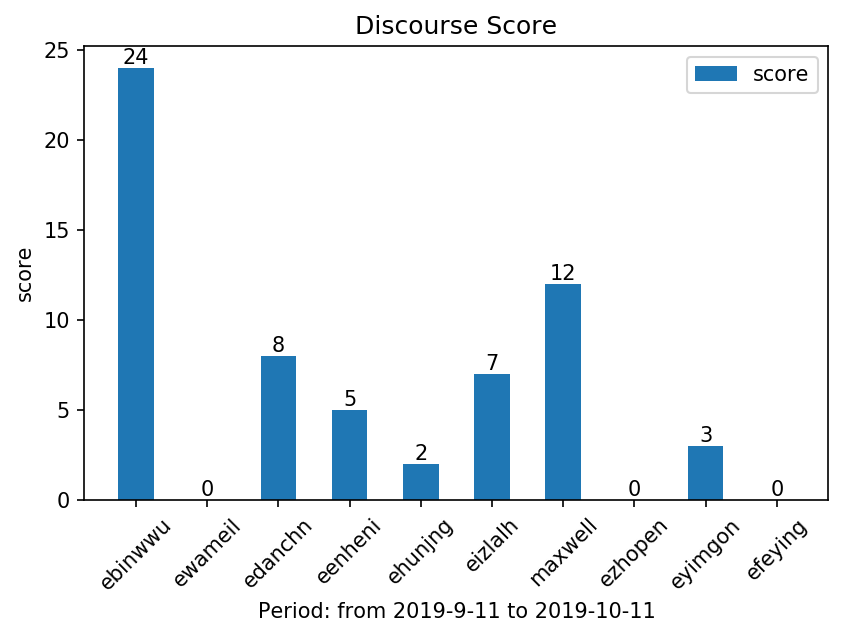 Discourse Score
score
25
20
15
10
5
0
score
24
0
8
5
2
7
12
0
3
0
ebinwwu
ewameil
edanchn
eenheni
ehunjng
eizlalh
maxwell
ezhopen
eyimgon
efeying
Period: from 2019-9-11 to 2019-10-11